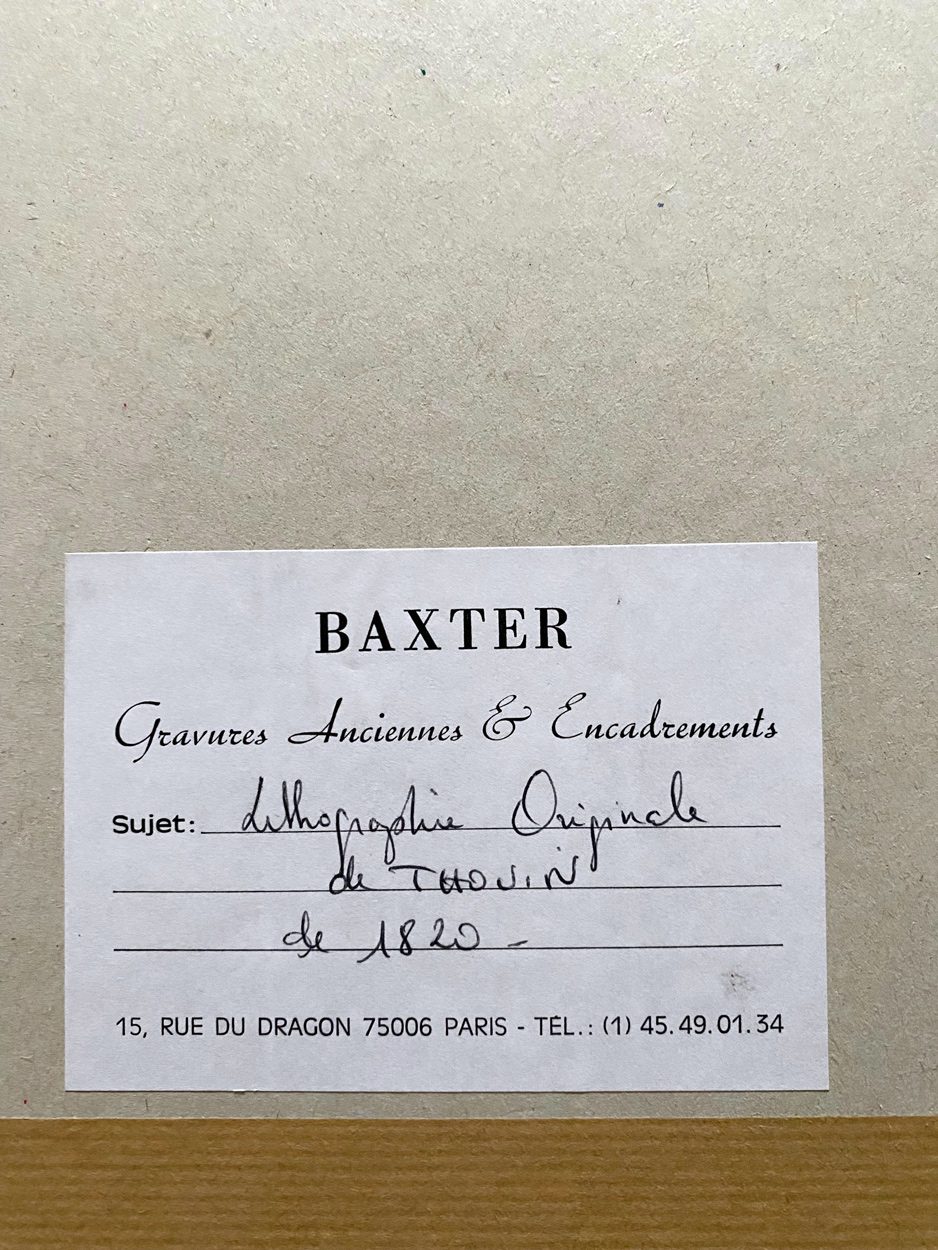 BAXTER
Gravures Anciennes & Encadrements
Sujet: Lithographie Originale
de THOUIN
de 1820 -
15, RUE DU DRAGON 75006 PARIS - TÉL.: (1) 45.49.01.34